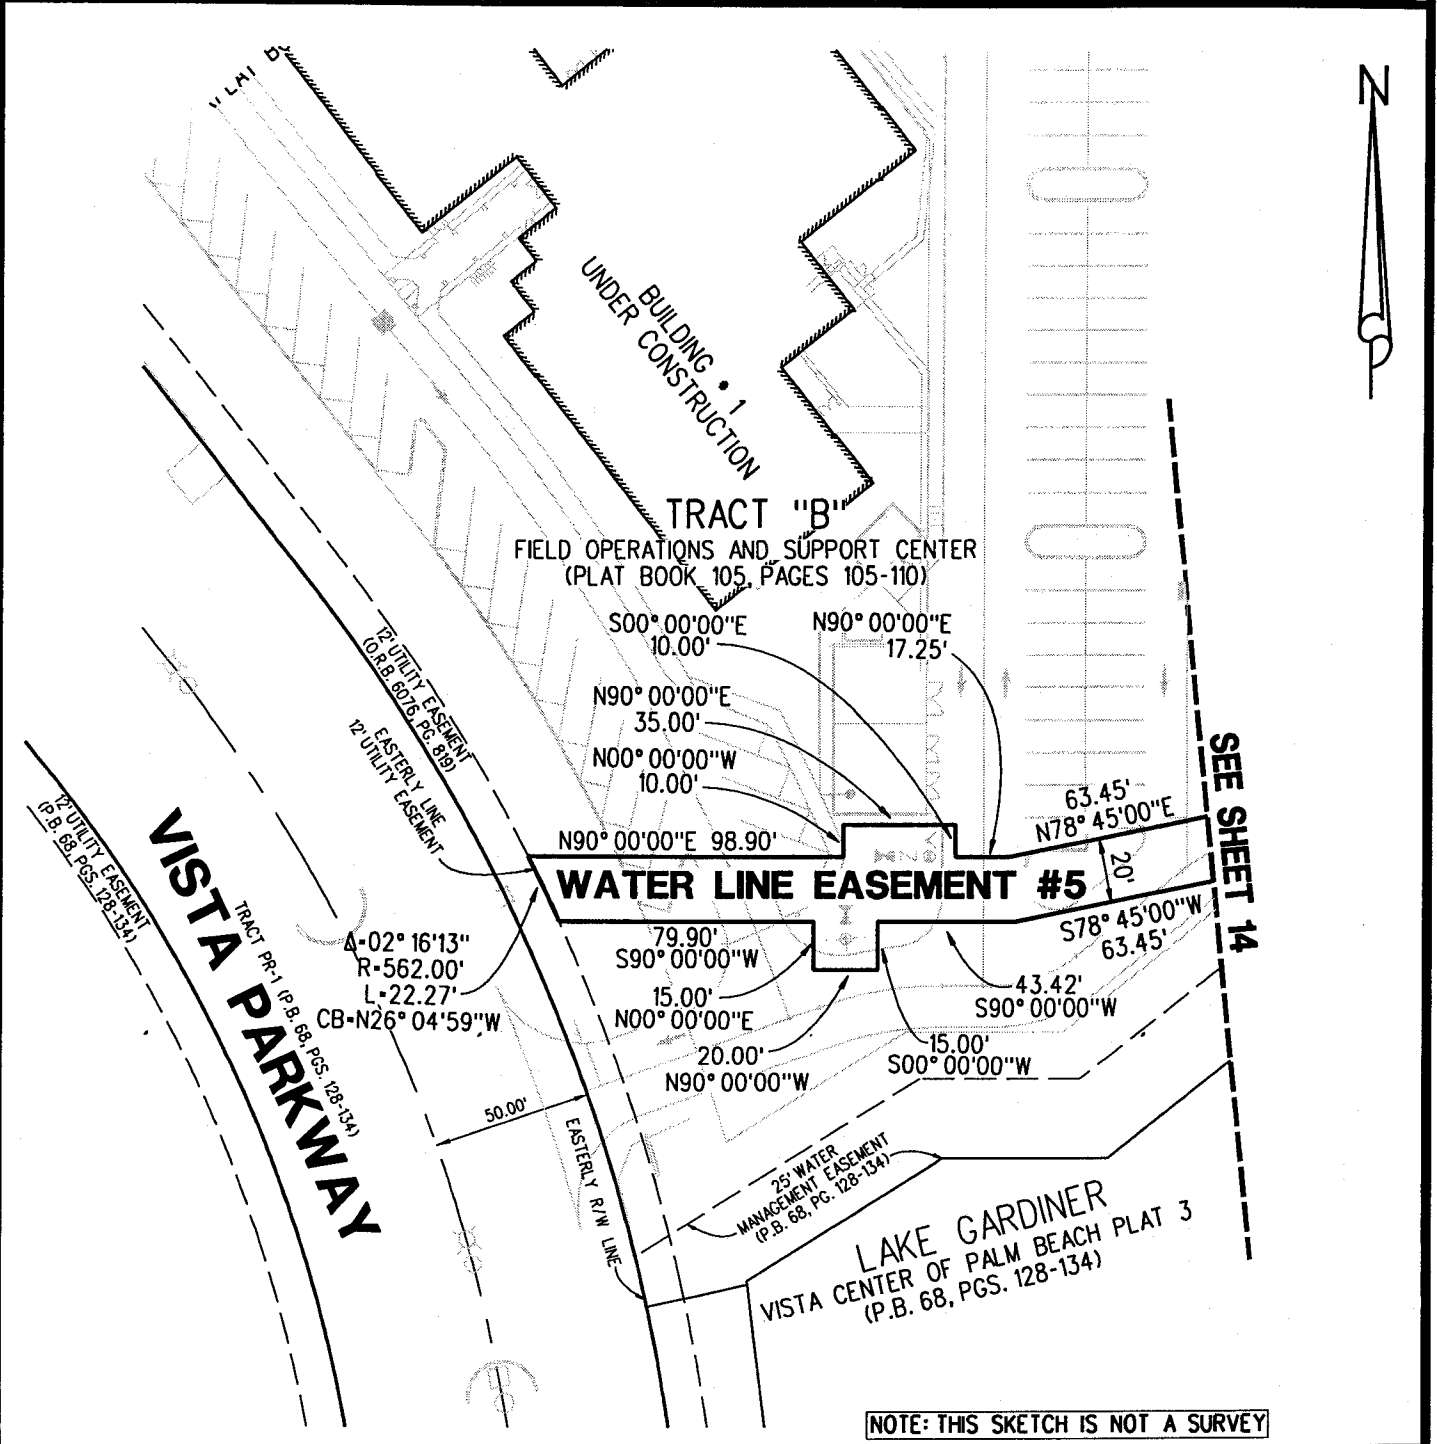 N
BUILDING • 1
UNDER CONSTRUCTION
TRACT "B"
FIELD OPERATIONS AND SUPPORT CENTER
(PLAT BOOK 105, PAGES 105-110)
S00° 00'00"E
10.00'
N90° 00'00"E
17.25'
N90° 00'00"E
35.00'
N00° 00'00"W
10.00'
12' UTILITY EASEMENT
(O.R.B. 6076, PG. 819)
EASTERLY LINE
12' UTILITY EASEMENT
N90° 00'00"E 98.90'
63.45'
N78° 45'00"E
SEE SHEET 14
WATER LINE EASEMENT #5
20'
S78° 45'00"W
63.45'
12' UTILITY EASEMENT
(P.B. 68, PGS. 128-134)
VISTA PARKWAY
TRACT PR-1 (P.B. 68, PGS. 128-134)
Δ=02° 16'13"
R=562.00'
L=22.27'
CB=N26° 04'59"W
79.90'
S90° 00'00"W
15.00'
N00° 00'00"E
20.00'
N90° 00'00"W
43.42'
S90° 00'00"W
15.00'
S00° 00'00"W
50.00'
EASTERLY R/W LINE
25' WATER
MANAGEMENT EASEMENT
(P.B. 68, PG. 128-134)
LAKE GARDINER
VISTA CENTER OF PALM BEACH PLAT 3
(P.B. 68, PGS. 128-134)
NOTE: THIS SKETCH IS NOT A SURVEY